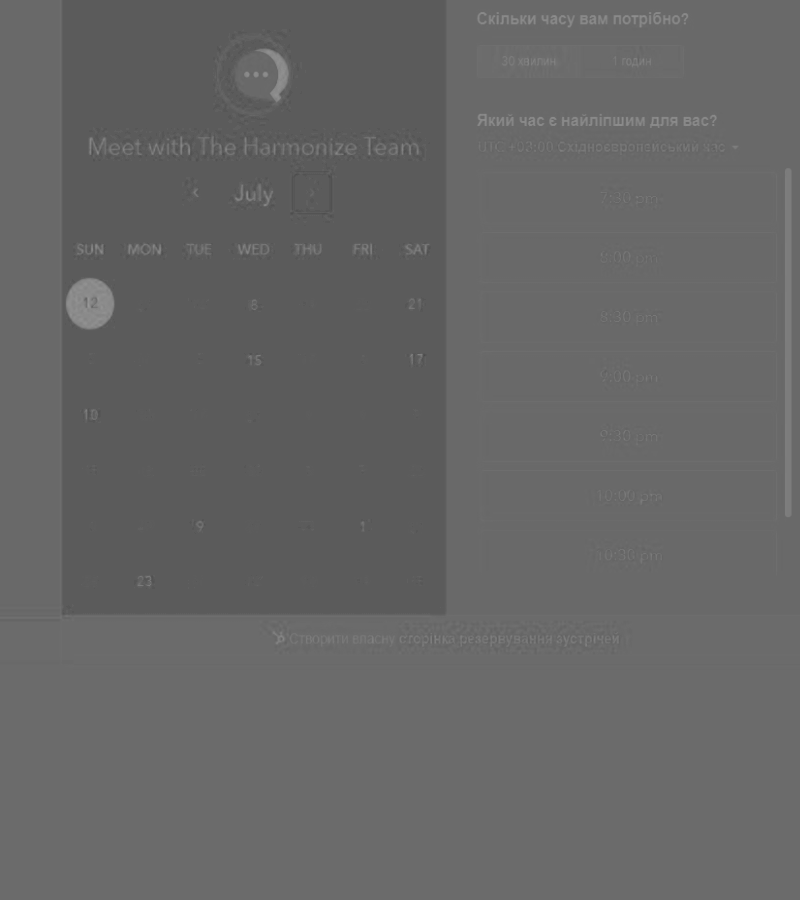 Meet with The Harmonize Team
July
SUN MON TUE WED THU FRI SAT
12 8 21
15 17
18
9 1
23
Скільки часу вам потрібно?
30 хвилин 1 годин
Який час є найліпшим для вас?
UTC +03:00 Східноєвропейський час
7:30 pm
8:00 pm
8:30 pm
9:00 pm
9:30 pm
10:00 pm
10:30 pm
Створити власну сторінка резервування зустрічей